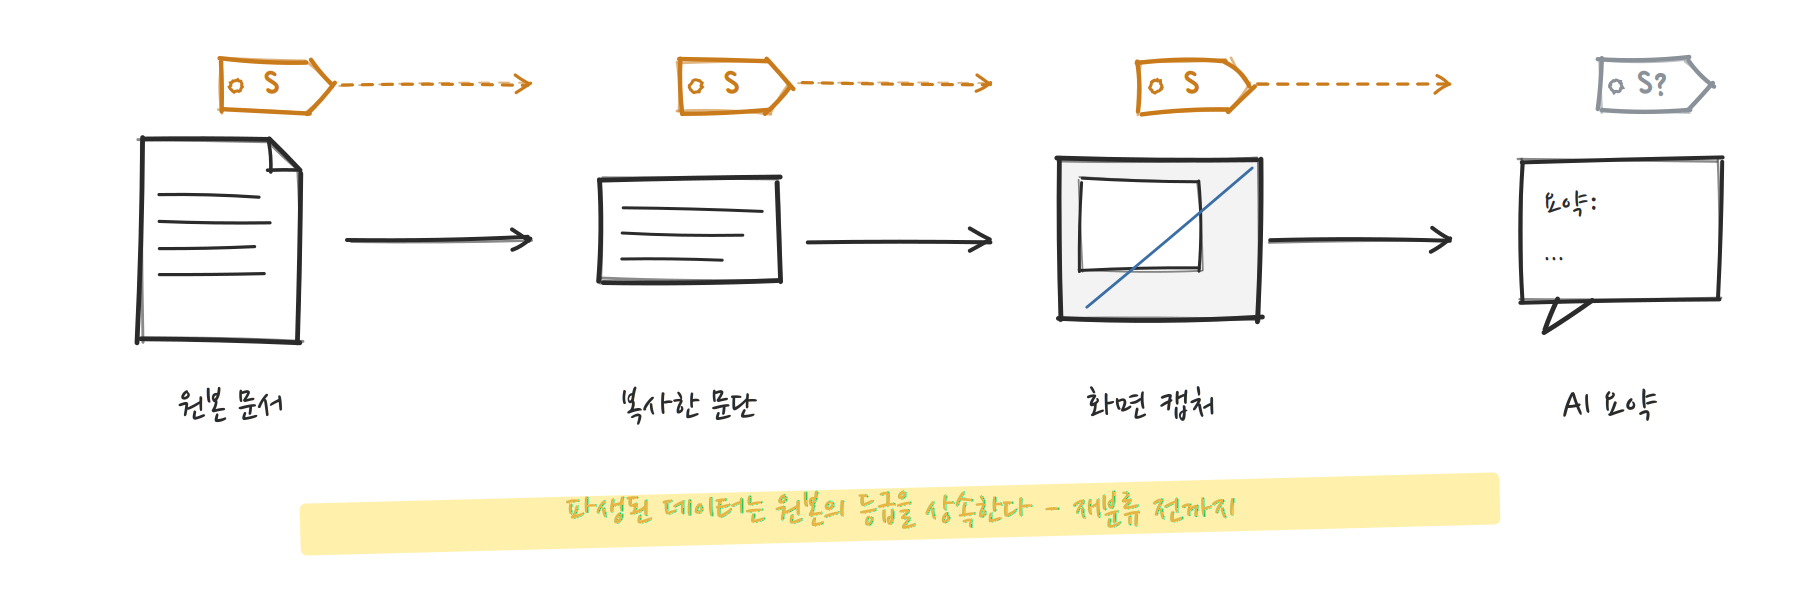 S
S
S
S?
요약:
...
원본 문서
복사한 문단
화면 캡처
AI 요약
파생된 데이터는 원본의 등급을 상속한다 - 재분류 전까지